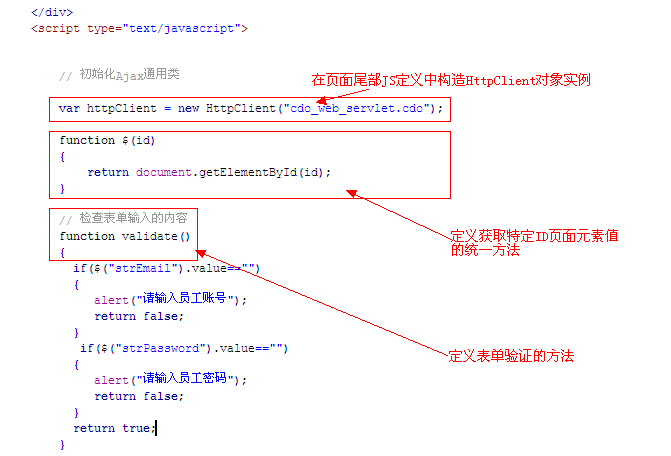 </div>
<script type="text/javascript">
// 初始化Ajax通用类
在页面尾部JS定义中构造HttpClient对象实例
var httpClient = new HttpClient("cdo_web_servlet.cdo");
function $(id)
{
return document.getElementById(id);
}
定义获取特定ID页面元素值
的统一方法
// 检查表单输入的内容
function validate()
{
if($("strEmail").value=="")
{
alert("请输入员工账号");
return false;
}
if($("strPassword").value=="")
定义表单验证的方法
{
alert("请输入员工密码");
return false;
}
return true;
}